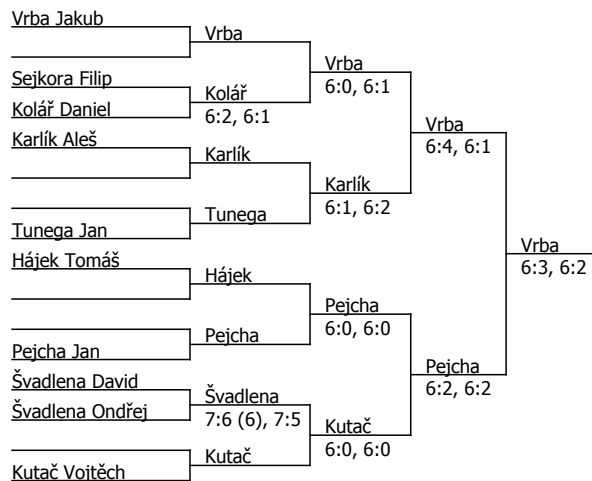 Vrba Jakub
Vrba
Vrba
6:0, 6:1
Sejkora Filip
Kolář
6:2, 6:1
Kolář Daniel
Vrba
6:4, 6:1
Karlík Aleš
Karlík
Karlík
6:1, 6:2
Tunega
Tunega Jan
Vrba
6:3, 6:2
Hájek Tomáš
Hájek
Pejcha
6:0, 6:0
Pejcha
Pejcha Jan
Pejcha
6:2, 6:2
Švadlena David
Švadlena
7:6 (6), 7:5
Švadlena Ondřej
Kutač
6:0, 6:0
Kutač
Kutač Vojtěch